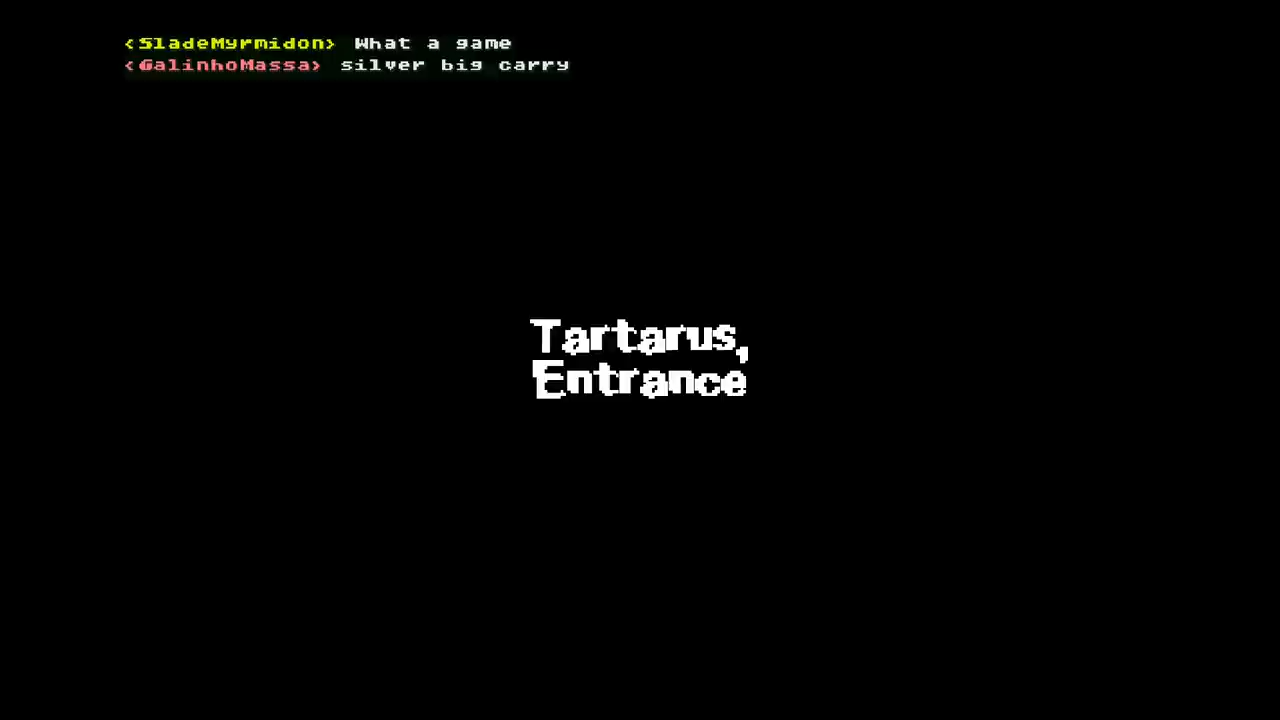 <SladeMyrmidon> What a game
<GalinhoMassa> silver big carry
Tartarus,
Entrance